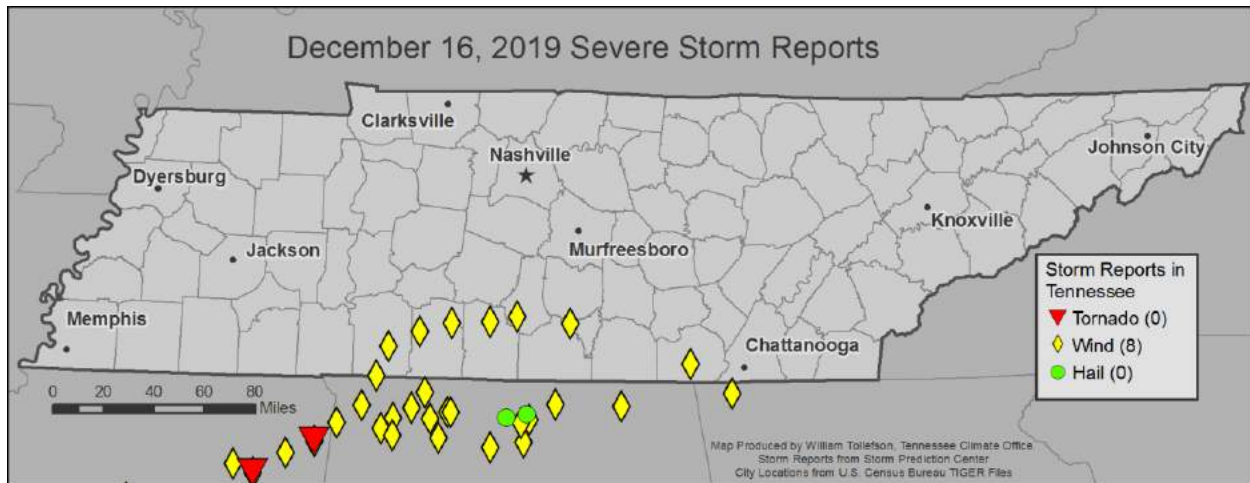 December 16, 2019 Severe Storm Reports
Clarksville
Nashville
Johnson City
Dyersburg
Knoxville
Murfreesboro
Jackson
Storm Reports in
Tennessee
Tornado (0)
Wind (8)
Hail (0)
Memphis
Chattanooga
0 5 10 20 40 60 80
Miles
Map Produced by William Tollefson, Tennessee Climate Office
Storm Reports from Storm Prediction Center
City Locations from U.S. Census Bureau TIGER Files